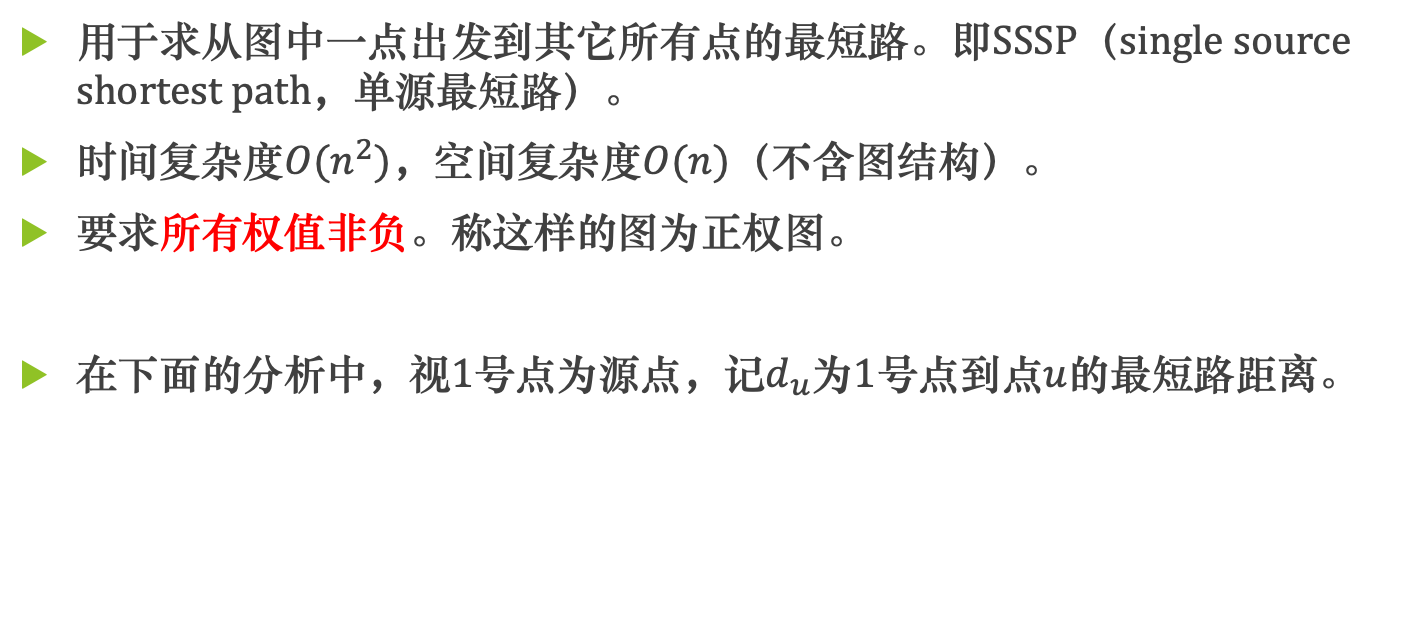 用于求从图中一点出发到其它所有点的最短路。即SSSP（single source
shortest path，单源最短路）。
时间复杂度O(n²)，空间复杂度O(n)（不含图结构）。
要求所有权值非负。称这样的图为正权图。
在下面的分析中，视1号点为源点，记dᵤ为1号点到点u的最短路距离。